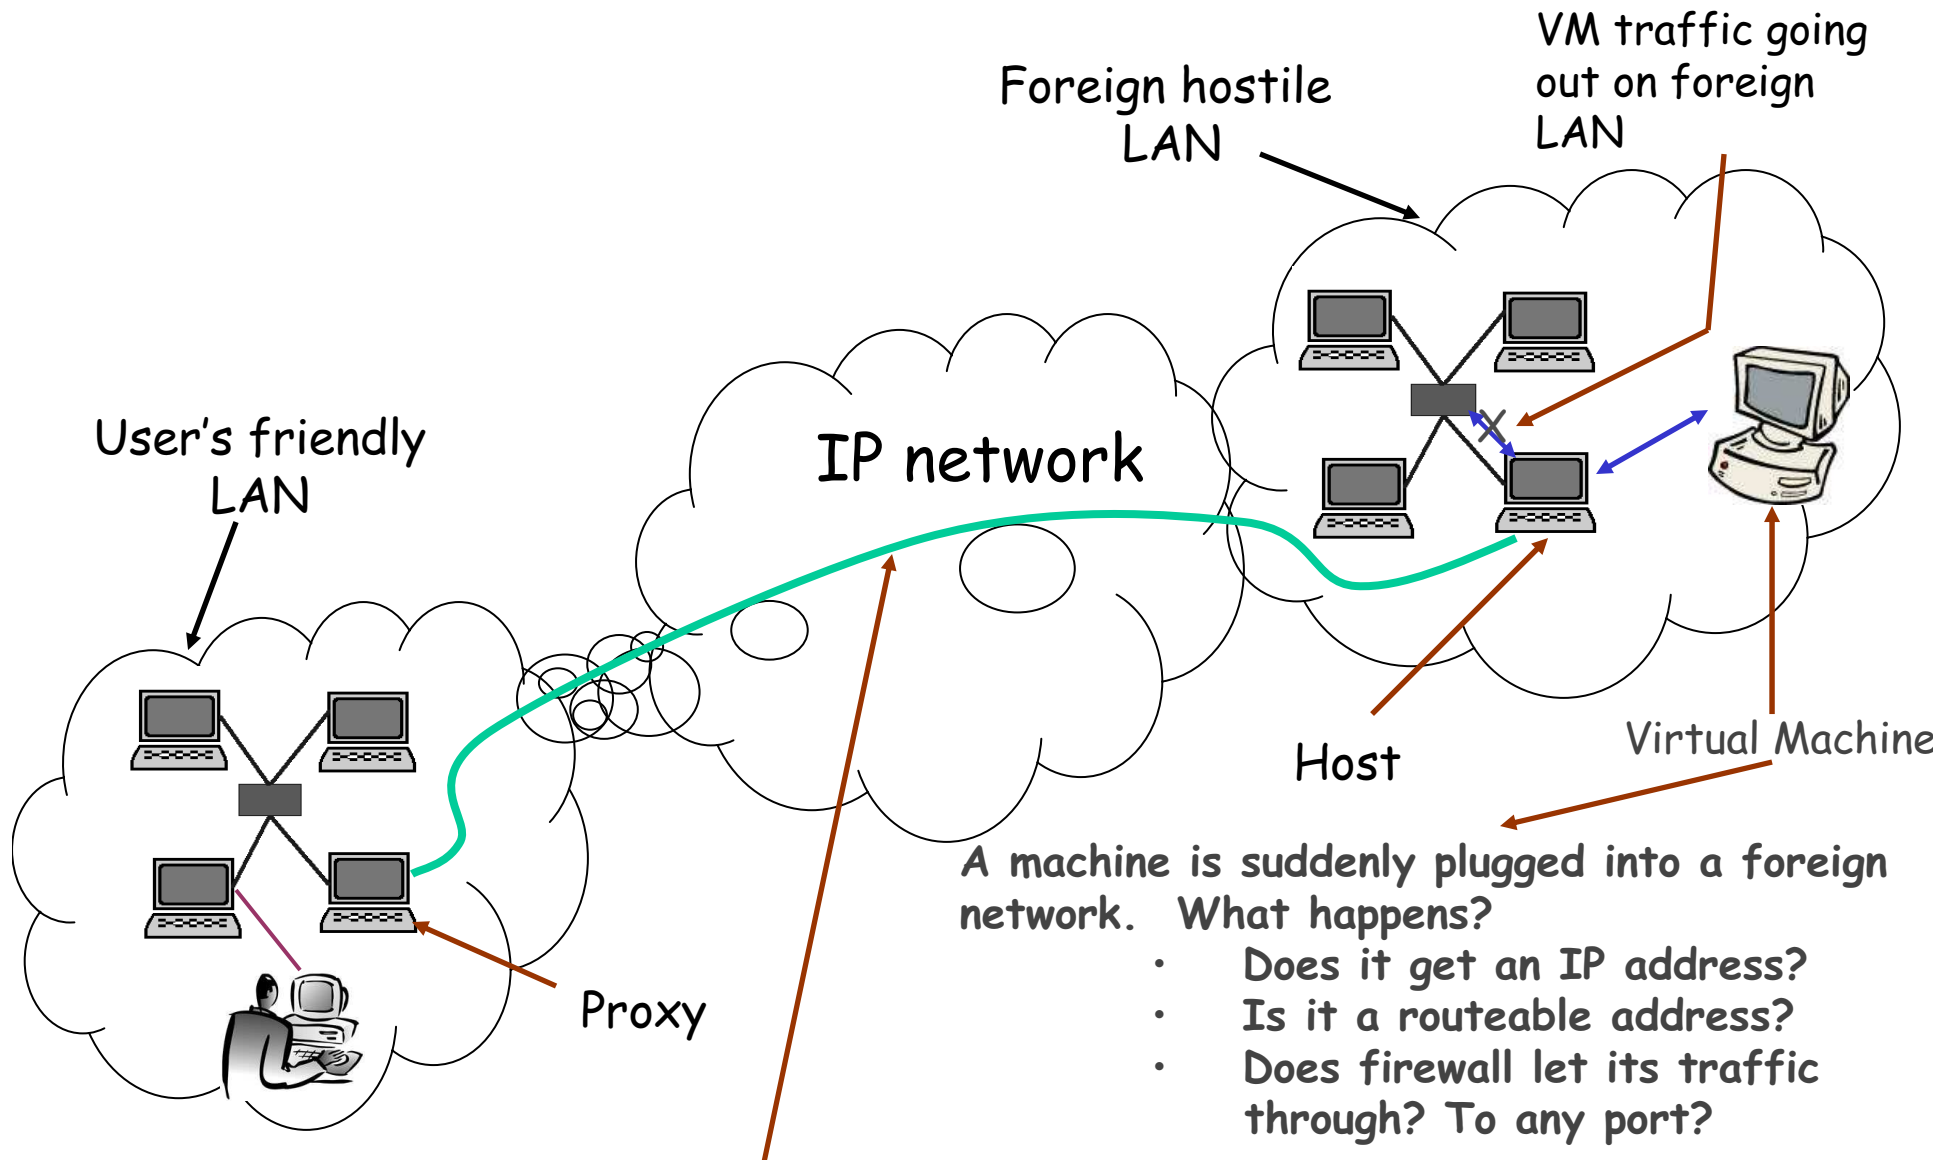 VM traffic going
out on foreign
LAN
Foreign hostile
LAN
User’s friendly
LAN
IP network
Host
Virtual Machine
Proxy
A machine is suddenly plugged into a foreign
network. What happens?
• Does it get an IP address?
• Is it a routeable address?
• Does firewall let its traffic
through? To any port?